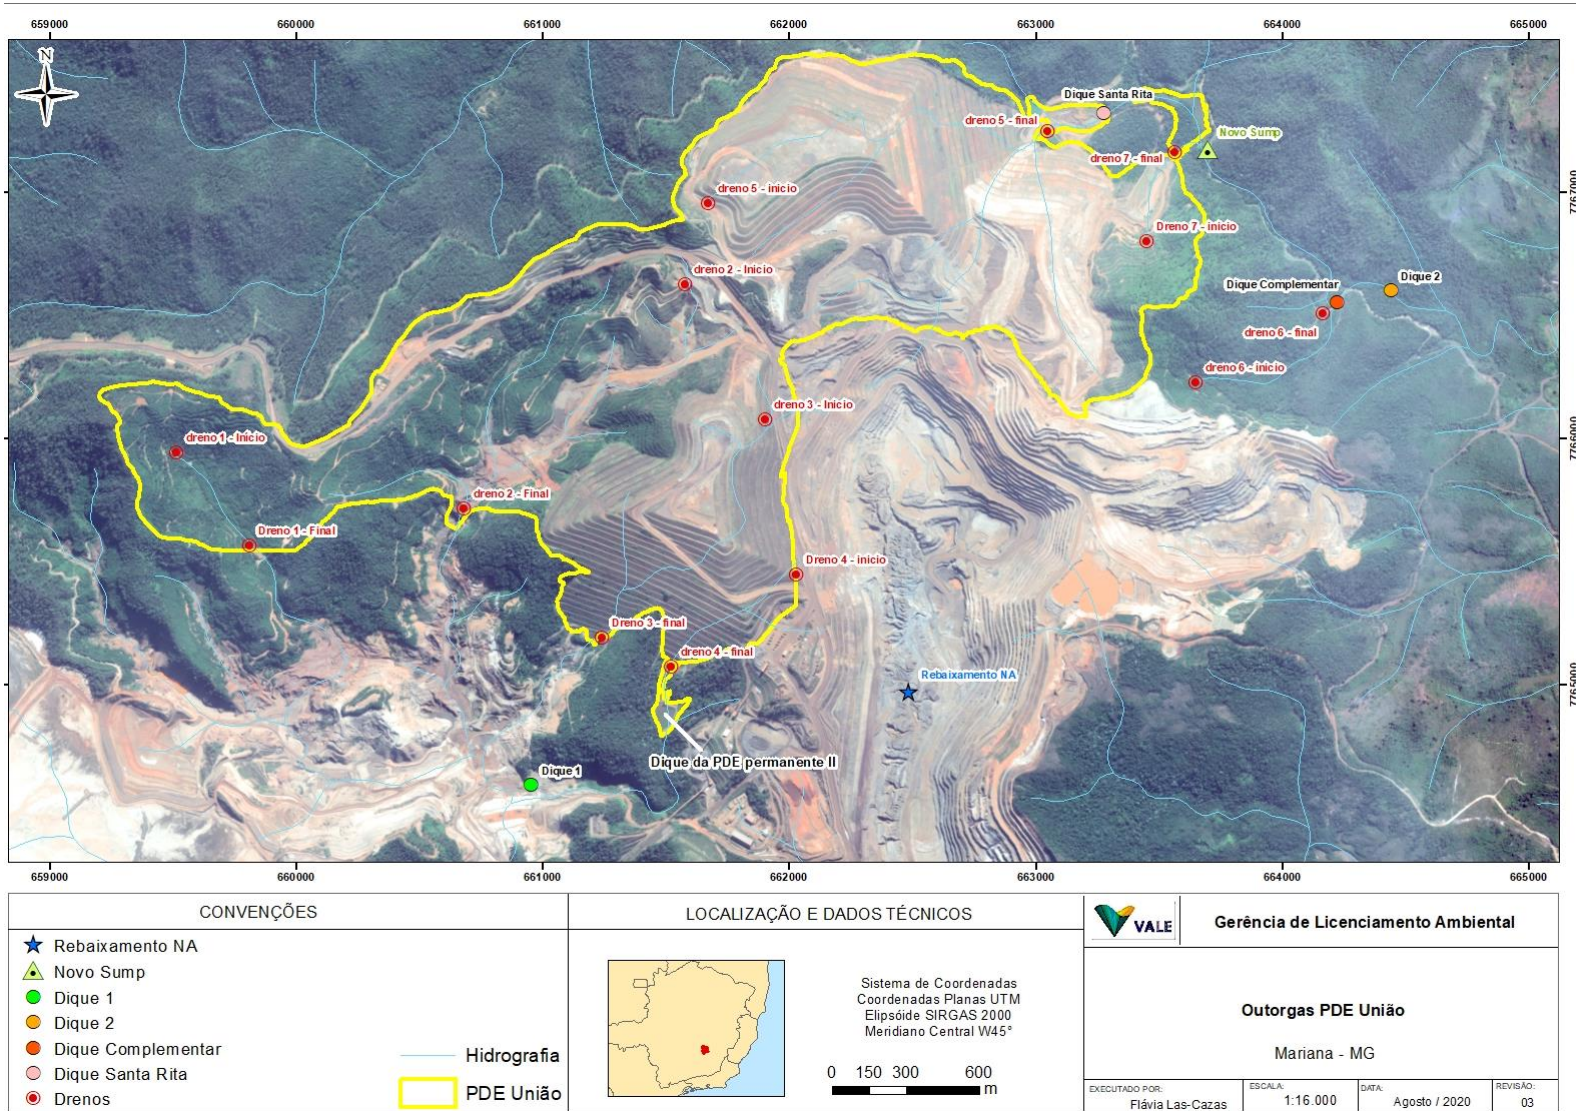 659000 660000 661000 662000 663000 664000 665000
N
Dique Santa Rita
dreno 5 - final
Novo Sump
dreno 7 - final
dreno 5 - inicio
7767000
Dreno 7 - inicio
dreno 2 - Inicio
Dique 2
Dique Complementar
dreno 6 - final
dreno 6 - inicio
dreno 3 - Inicio
dreno 1 - Inicio
7766000
dreno 2 - Final
Dreno 1 - Final
Dreno 4 - inicio
Dreno 3 - final
dreno 4 - final
Rebaixamento NA
7765000
Dique da PDE permanente II
Dique 1
659000 660000 661000 662000 663000 664000 665000
CONVENÇÕES
Rebaixamento NA
Novo Sump
Dique 1
Dique 2
Dique Complementar
Dique Santa Rita
Drenos
Hidrografia
PDE União
LOCALIZAÇÃO E DADOS TÉCNICOS
Sistema de Coordenadas
Coordenadas Planas UTM
Elipsóide SIRGAS 2000
Meridiano Central W45°
0 150 300 600
m
VALE
Gerência de Licenciamento Ambiental
Outorgas PDE União
Mariana - MG
EXECUTADO POR:
Flávia Las-Cazas
ESCALA:
1:16.000
DATA:
Agosto / 2020
REVISÃO:
03